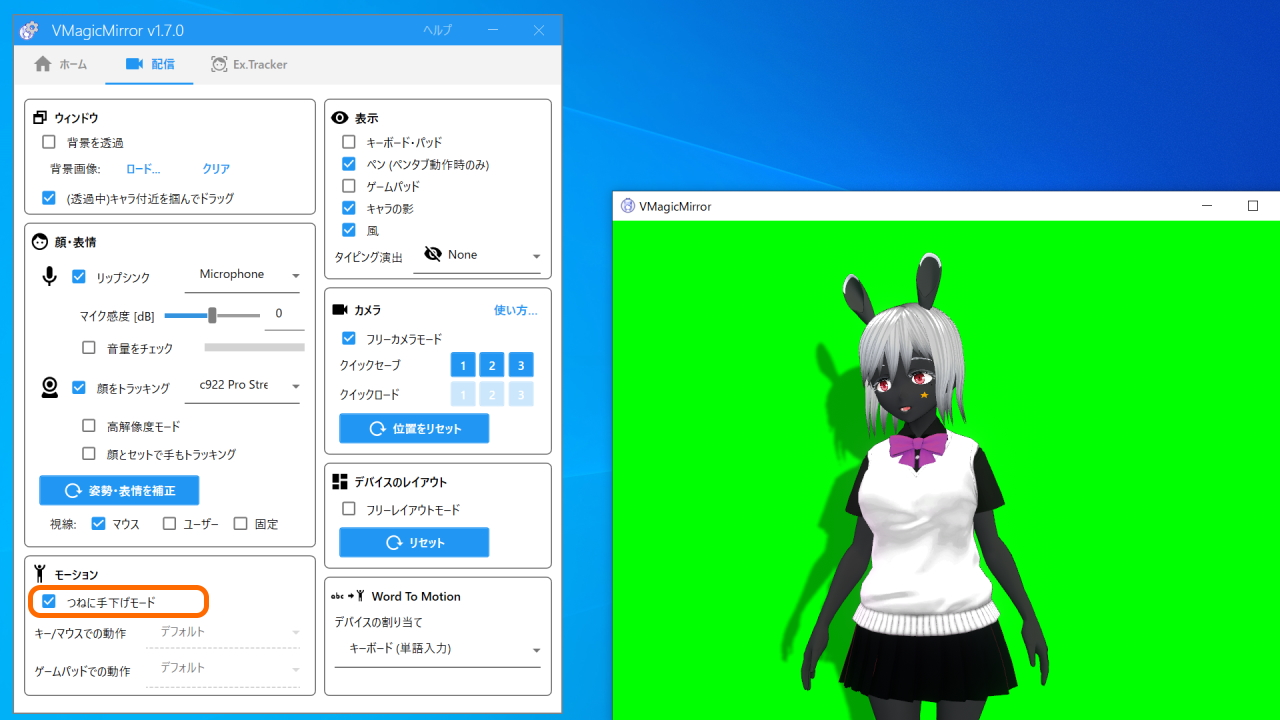 VMagicMirror v1.7.0
ヘルプ
ホーム
配信
Ex.Tracker
ウィンドウ
背景を透過
背景画像:
ロード...
クリア
(透過中)キャラ付近を掴んでドラッグ
顔・表情
リップシンク
Microphone
マイク感度 [dB]
0
音量をチェック
顔をトラッキング
c922 Pro Stre
高解像度モード
顔とセットで手もトラッキング
姿勢・表情を補正
視線:
マウス
ユーザー
固定
モーション
つねに手下げモード
キー/マウスでの動作
デフォルト
ゲームパッドでの動作
デフォルト
表示
キーボード・パッド
ペン (ペンタブ動作時のみ)
ゲームパッド
キャラの影
風
タイピング演出
None
カメラ
使い方...
フリーカメラモード
クイックセーブ
1 2 3
クイックロード
1 2 3
位置をリセット
デバイスのレイアウト
フリーレイアウトモード
リセット
abc
Word To Motion
デバイスの割り当て
キーボード (単語入力)
VMagicMirror